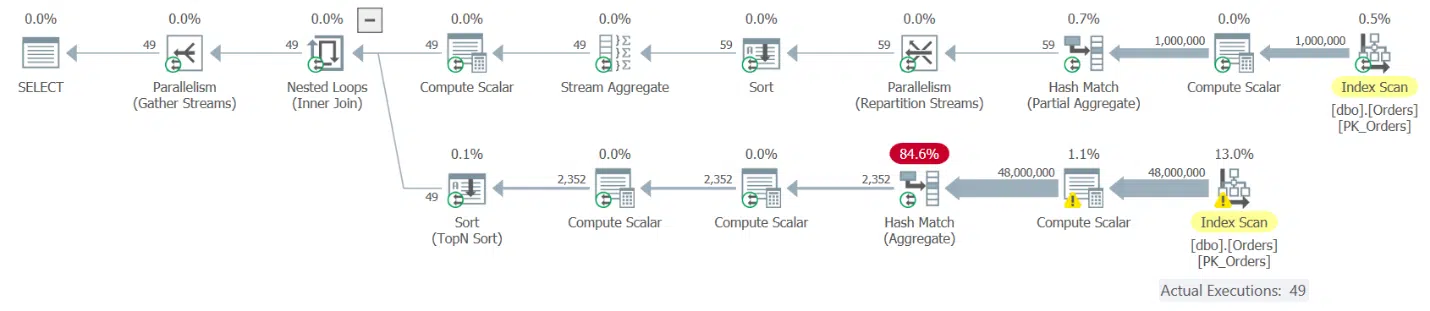 0.0% 0.0% 0.0% 0.0% 0.0% 0.0% 0.0% 0.7% 0.0% 0.5%
49 49 49 49 59 59 59 1,000,000 1,000,000
SELECT Parallelism Nested Loops Compute Scalar Stream Aggregate Sort Parallelism Hash Match Compute Scalar Index Scan
(Gather Streams) (Inner Join) (Repartition Streams) (Partial Aggregate) [dbo].[Orders]
[PK_Orders]
0.1% 0.0% 0.0% 84.6% 1.1% 13.0%
49 2,352 2,352 2,352 48,000,000 48,000,000
Sort Compute Scalar Compute Scalar Hash Match Compute Scalar Index Scan
(TopN Sort) (Aggregate) [dbo].[Orders]
[PK_Orders]
Actual Executions: 49